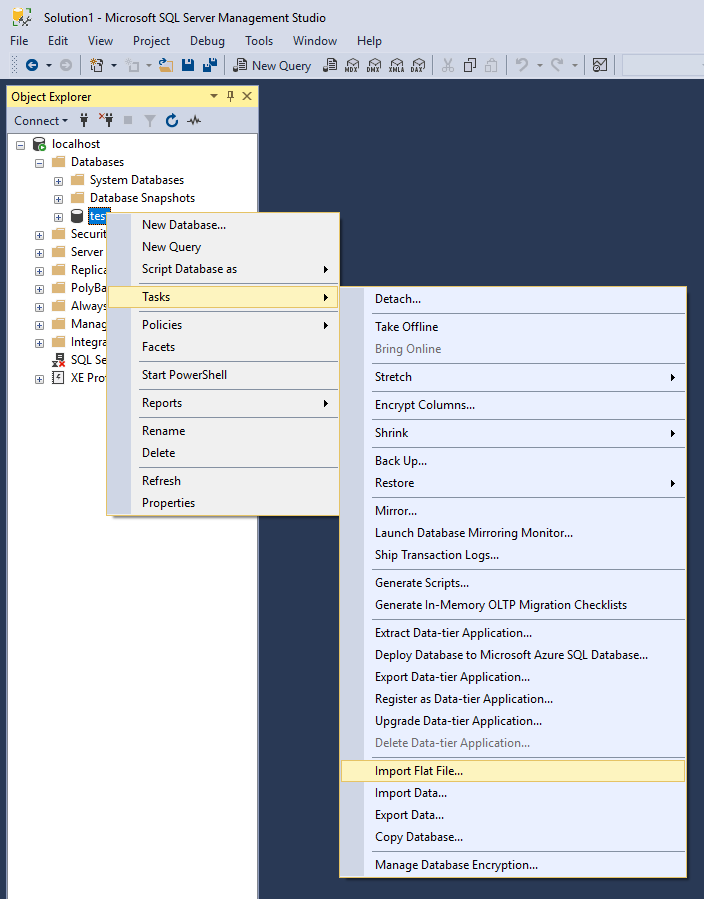 Solution1 - Microsoft SQL Server Management Studio
File Edit View Project Debug Tools Window Help
New Query MDX DMX XMLA DAX
Object Explorer
Connect
localhost
Databases
System Databases
Database Snapshots
tes
Securit
Server
Replica
PolyBa
Always
Manag
Integra
SQL Se
XE Pro
New Database...
New Query
Script Database as
Tasks
Policies
Facets
Start PowerShell
Reports
Rename
Delete
Refresh
Properties
Detach...
Take Offline
Bring Online
Stretch
Encrypt Columns...
Shrink
Back Up...
Restore
Mirror...
Launch Database Mirroring Monitor...
Ship Transaction Logs...
Generate Scripts...
Generate In-Memory OLTP Migration Checklists
Extract Data-tier Application...
Deploy Database to Microsoft Azure SQL Database...
Export Data-tier Application...
Register as Data-tier Application...
Upgrade Data-tier Application...
Delete Data-tier Application...
Import Flat File...
Import Data...
Export Data...
Copy Database...
Manage Database Encryption...